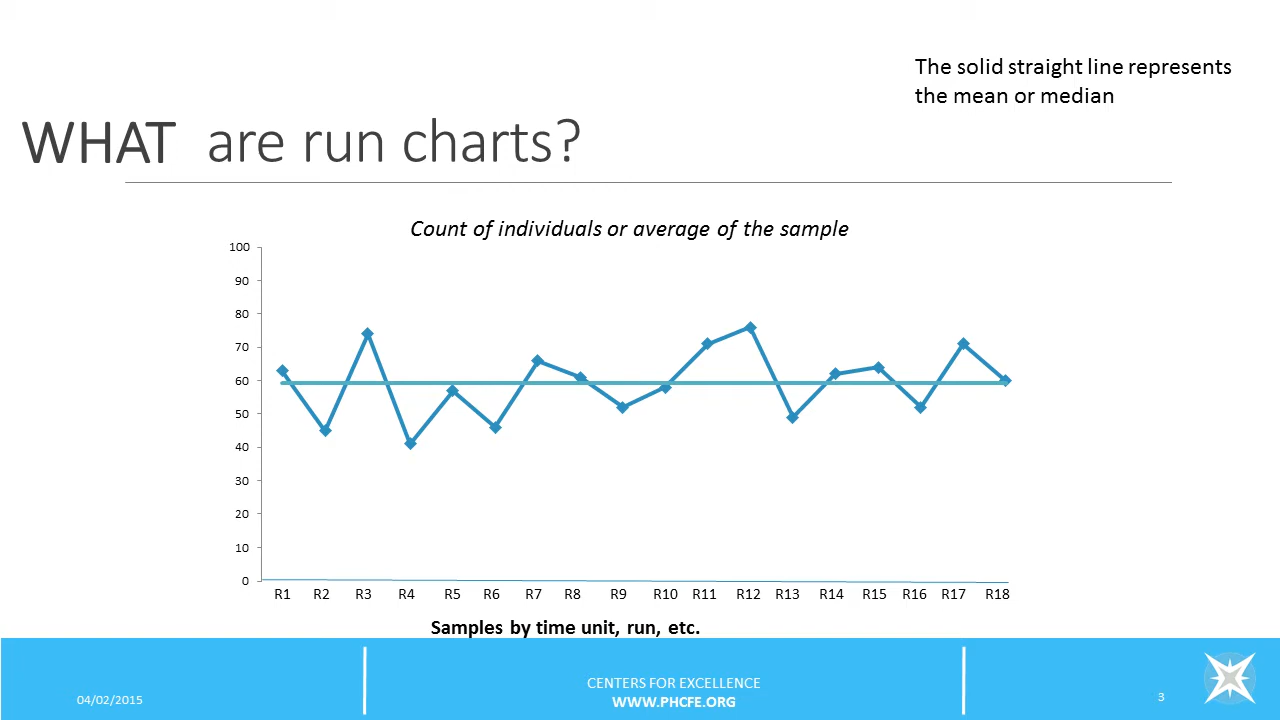 The solid straight line represents
the mean or median
WHAT are run charts?
Count of individuals or average of the sample
100
90
80
70
60
50
40
30
20
10
0
R1 R2 R3 R4 R5 R6 R7 R8 R9 R10 R11 R12 R13 R14 R15 R16 R17 R18
Samples by time unit, run, etc.
04/02/2015
CENTERS FOR EXCELLENCE
WWW.PHCFE.ORG
3